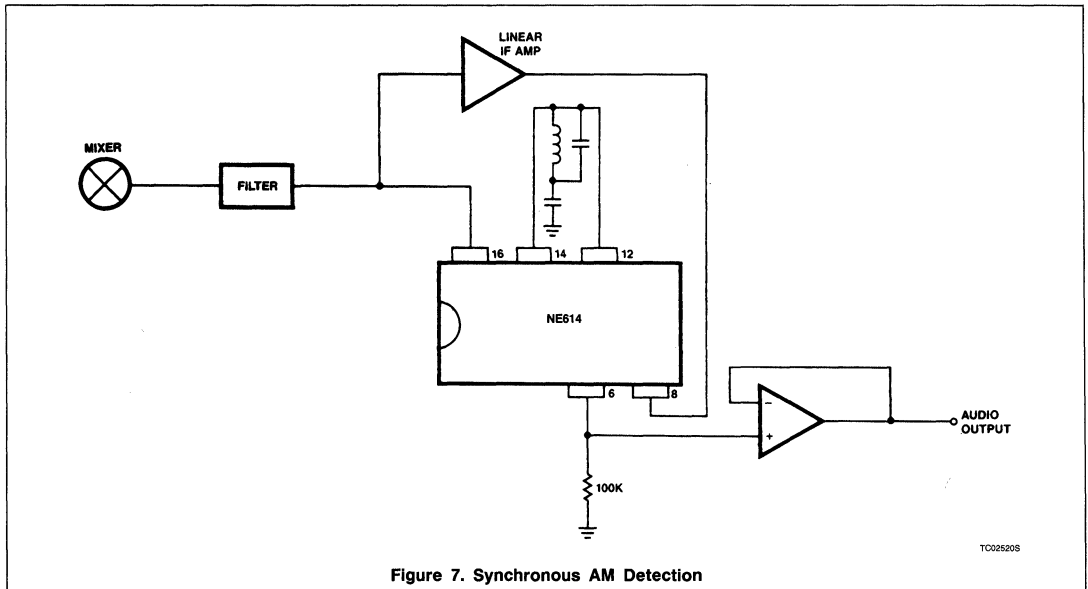 LINEAR
IF AMP
MIXER
FILTER
16
14
12
NE614
6
8
−
+
AUDIO
OUTPUT
100K
TC02520S
Figure 7. Synchronous AM Detection